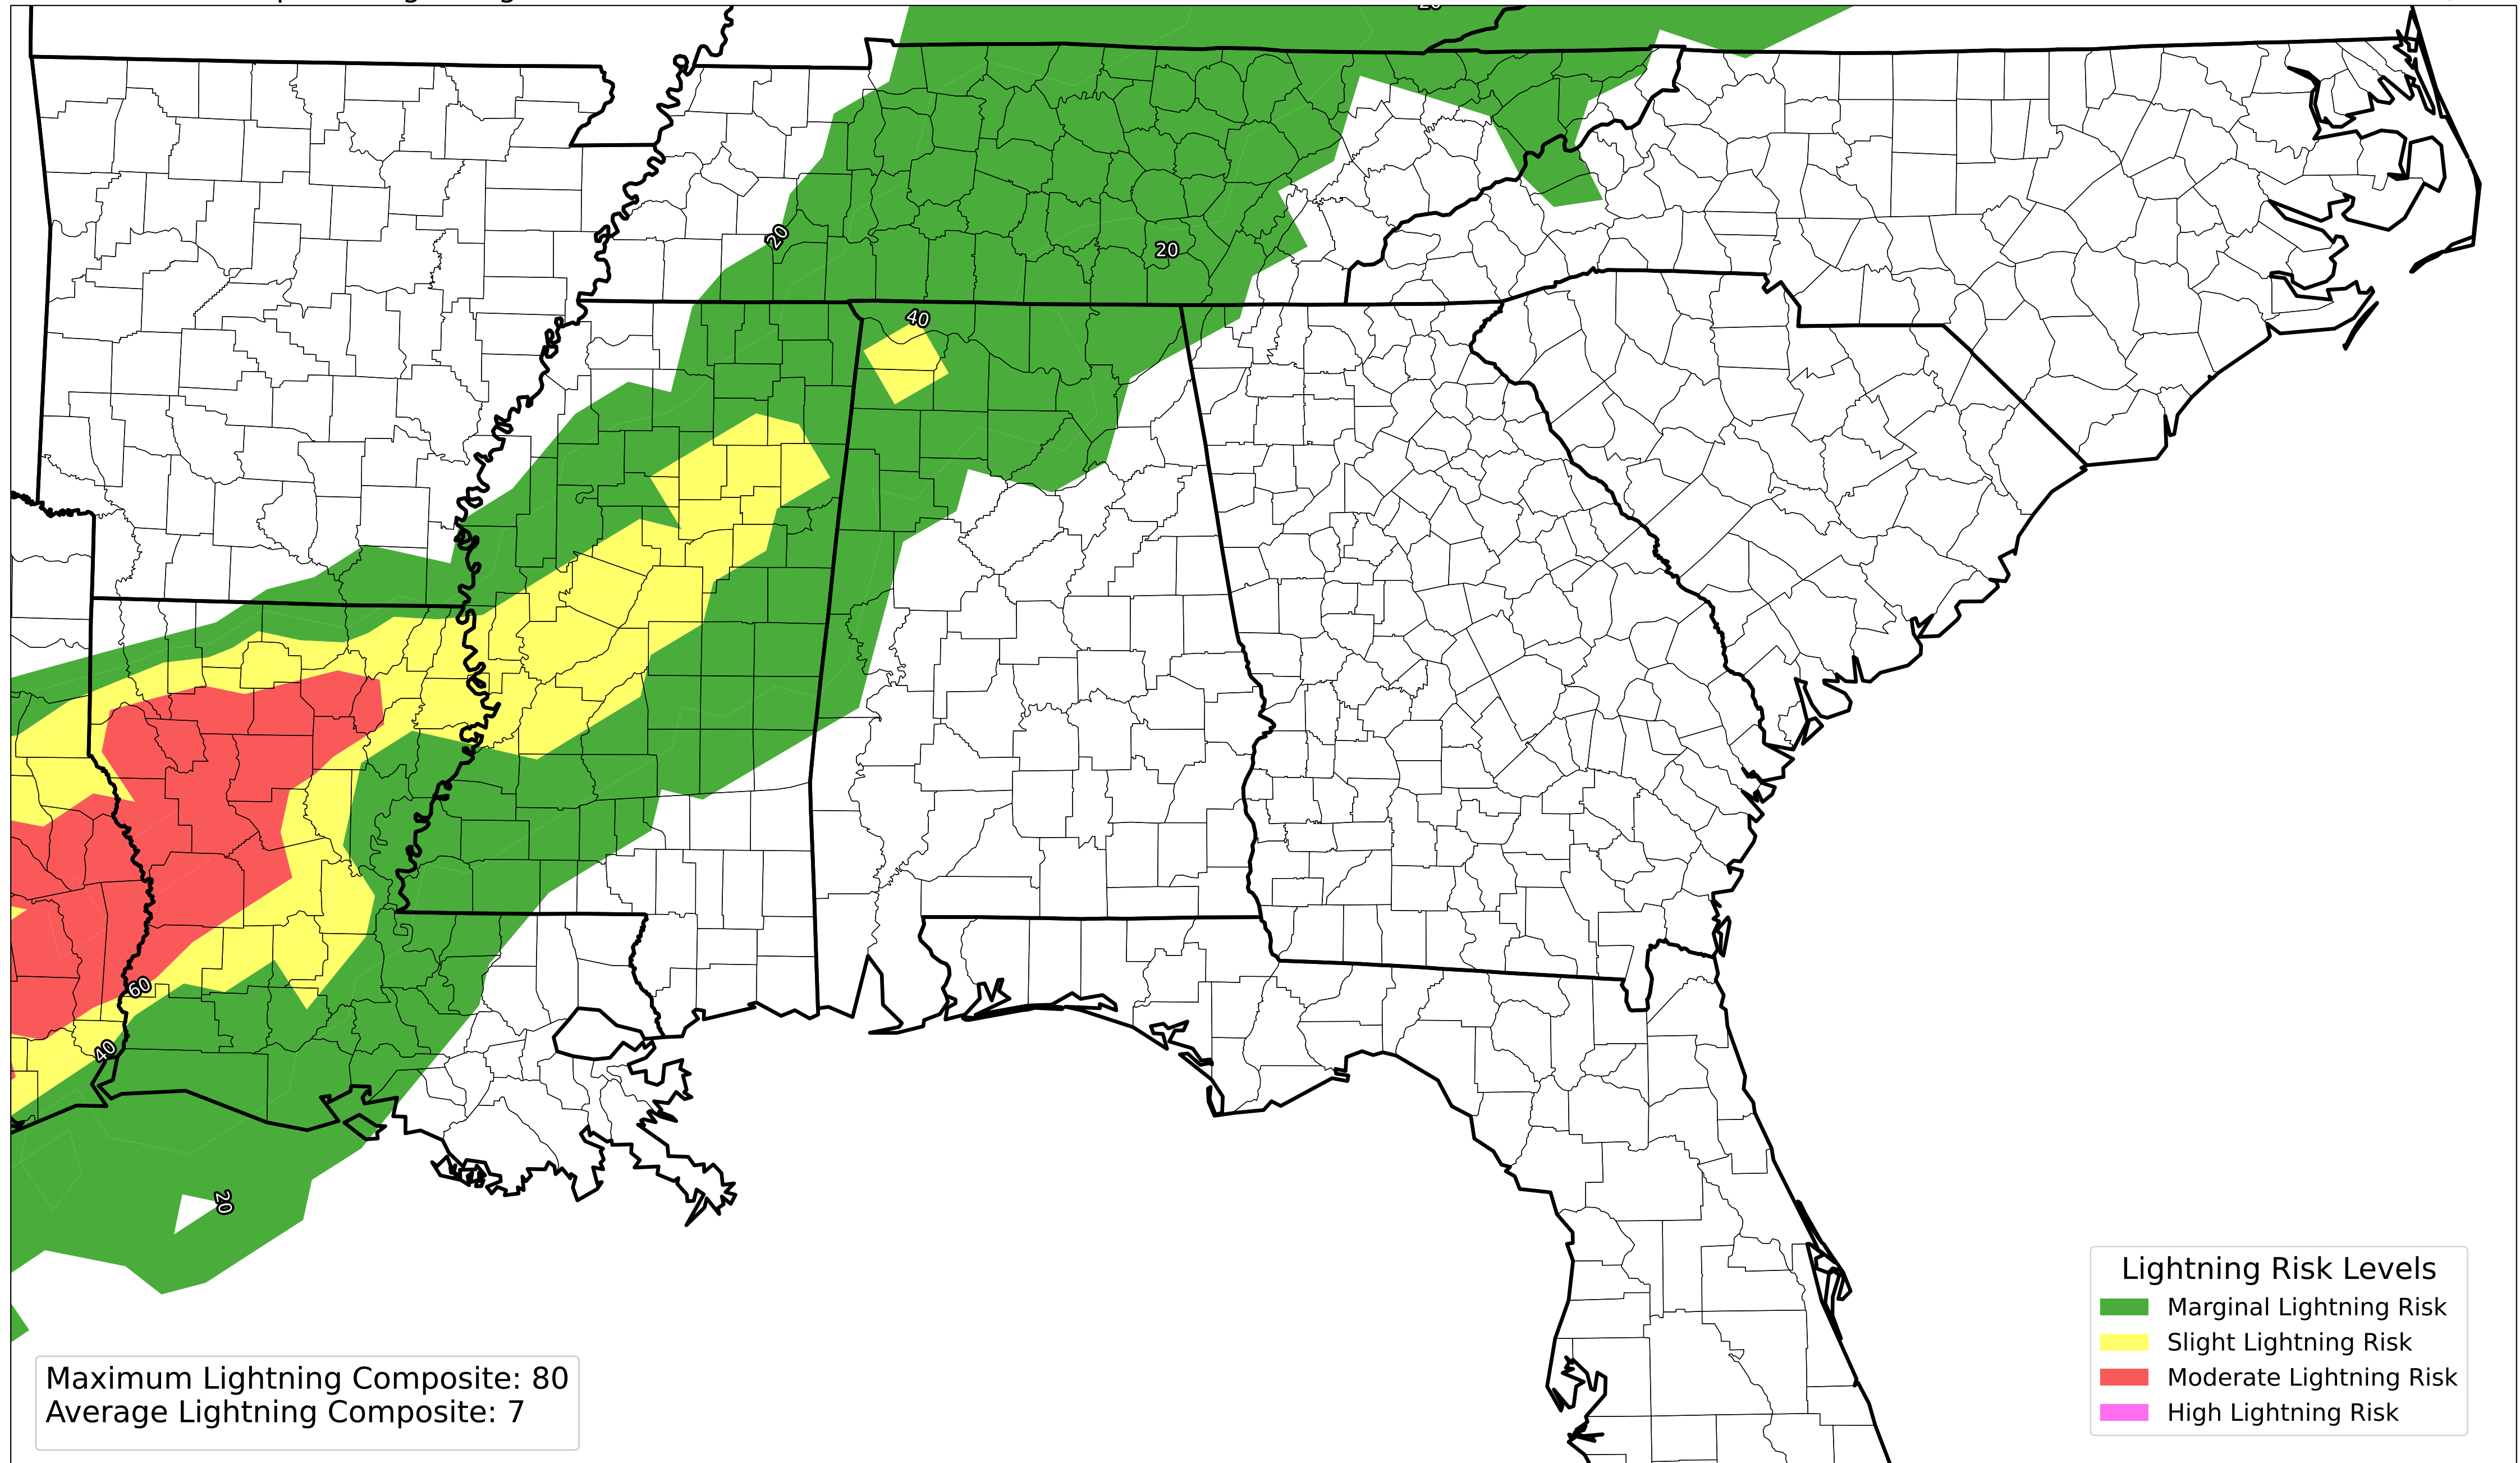 20
20
20
40
60
40
20
Lightning Risk Levels
Marginal Lightning Risk
Slight Lightning Risk
Moderate Lightning Risk
High Lightning Risk
Maximum Lightning Composite: 80
Average Lightning Composite: 7